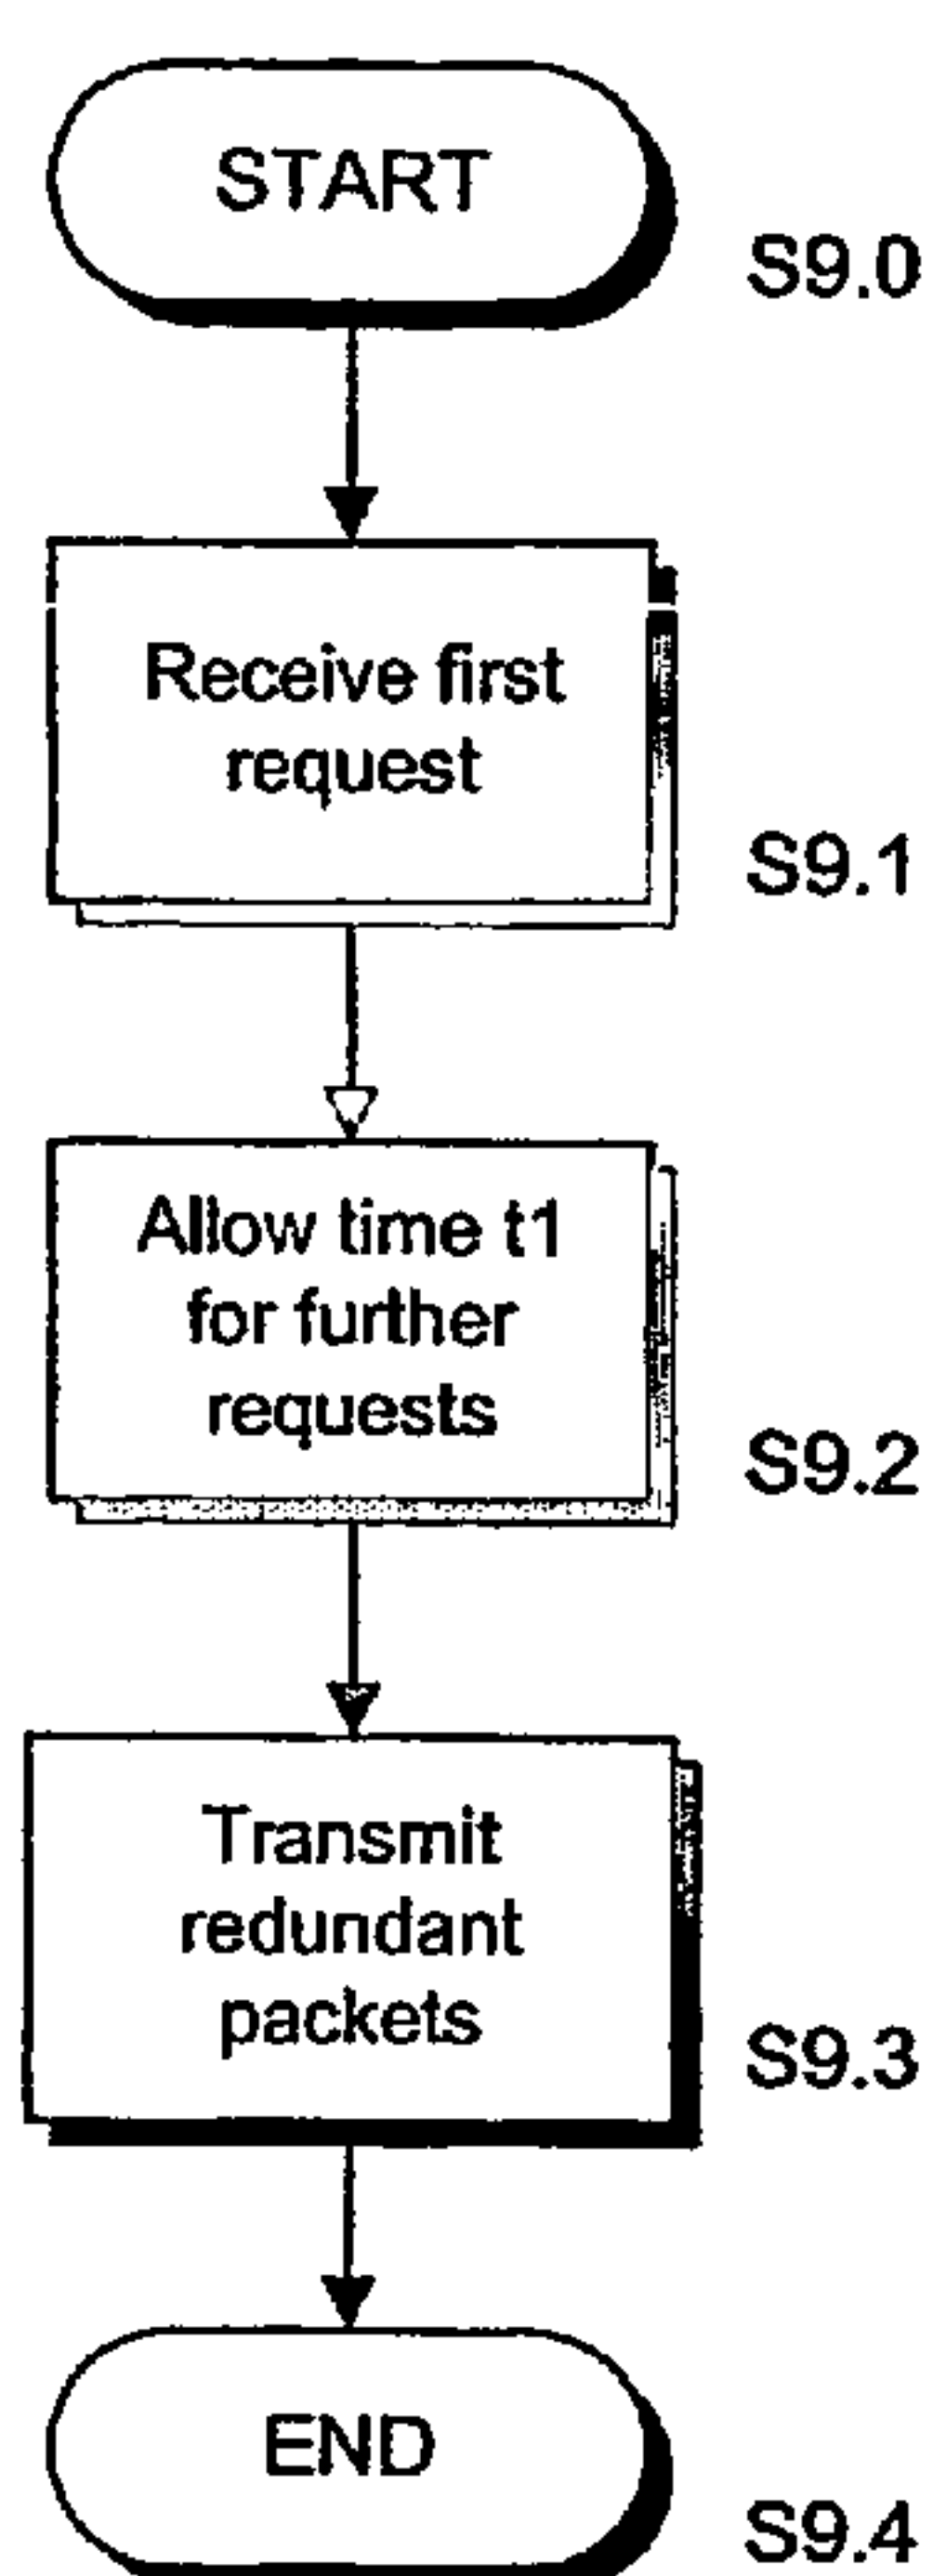 START
S9.0
Receive first
request
S9.1
Allow time t1
for further
requests
S9.2
Transmit
redundant
packets
S9.3
END
S9.4